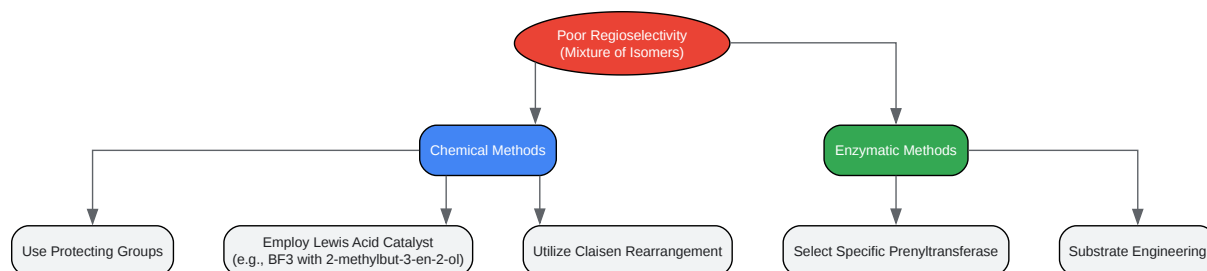 Poor Regioselectivity
(Mixture of Isomers)
Chemical Methods
Enzymatic Methods
Use Protecting Groups
Employ Lewis Acid Catalyst
(e.g., BF3 with 2-methylbut-3-en-2-ol)
Utilize Claisen Rearrangement
Select Specific Prenyltransferase
Substrate Engineering